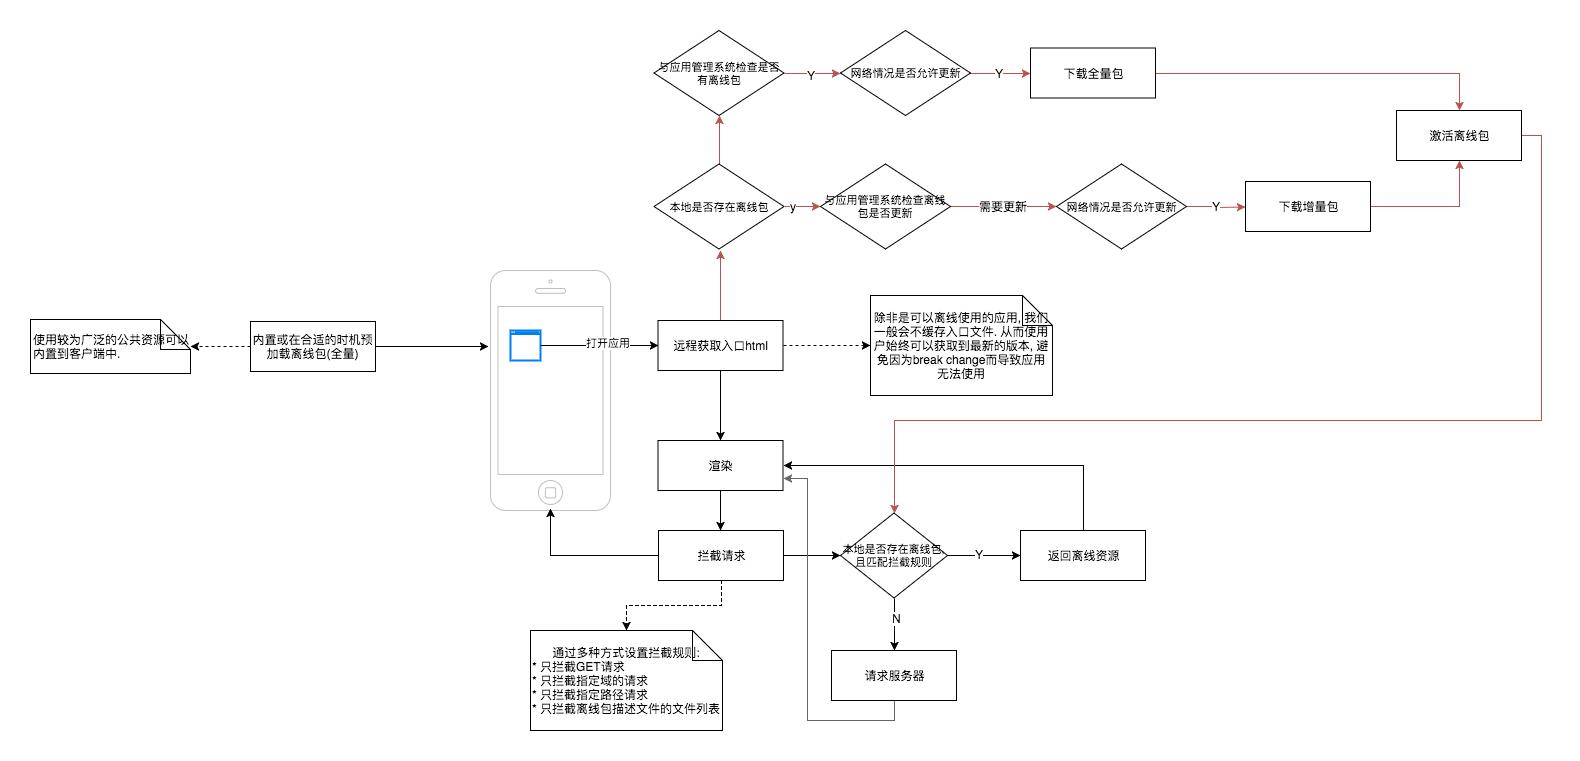 与应用管理系统检查是否
有离线包
Y
网络情况是否允许更新
Y
下载全量包
激活离线包
本地是否存在离线包
y
与应用管理系统检查离线
包是否更新
需要更新
网络情况是否允许更新
Y
下载增量包
使用较为广泛的公共资源可以
内置到客户端中.
内置或在合适的时机预
加载离线包(全量)
打开应用
远程获取入口html
除非是可以离线使用的应用, 我们
一般会不缓存入口文件. 从而使用
户始终可以获取到最新的版本, 避
免因为break change而导致应用
无法使用
渲染
拦截请求
本地是否存在离线包,
且匹配拦截规则
Y
返回离线资源
N
请求服务器
通过多种方式设置拦截规则:
* 只拦截GET请求
* 只拦截指定域的请求
* 只拦截指定路径请求
* 只拦截离线包描述文件的文件列表